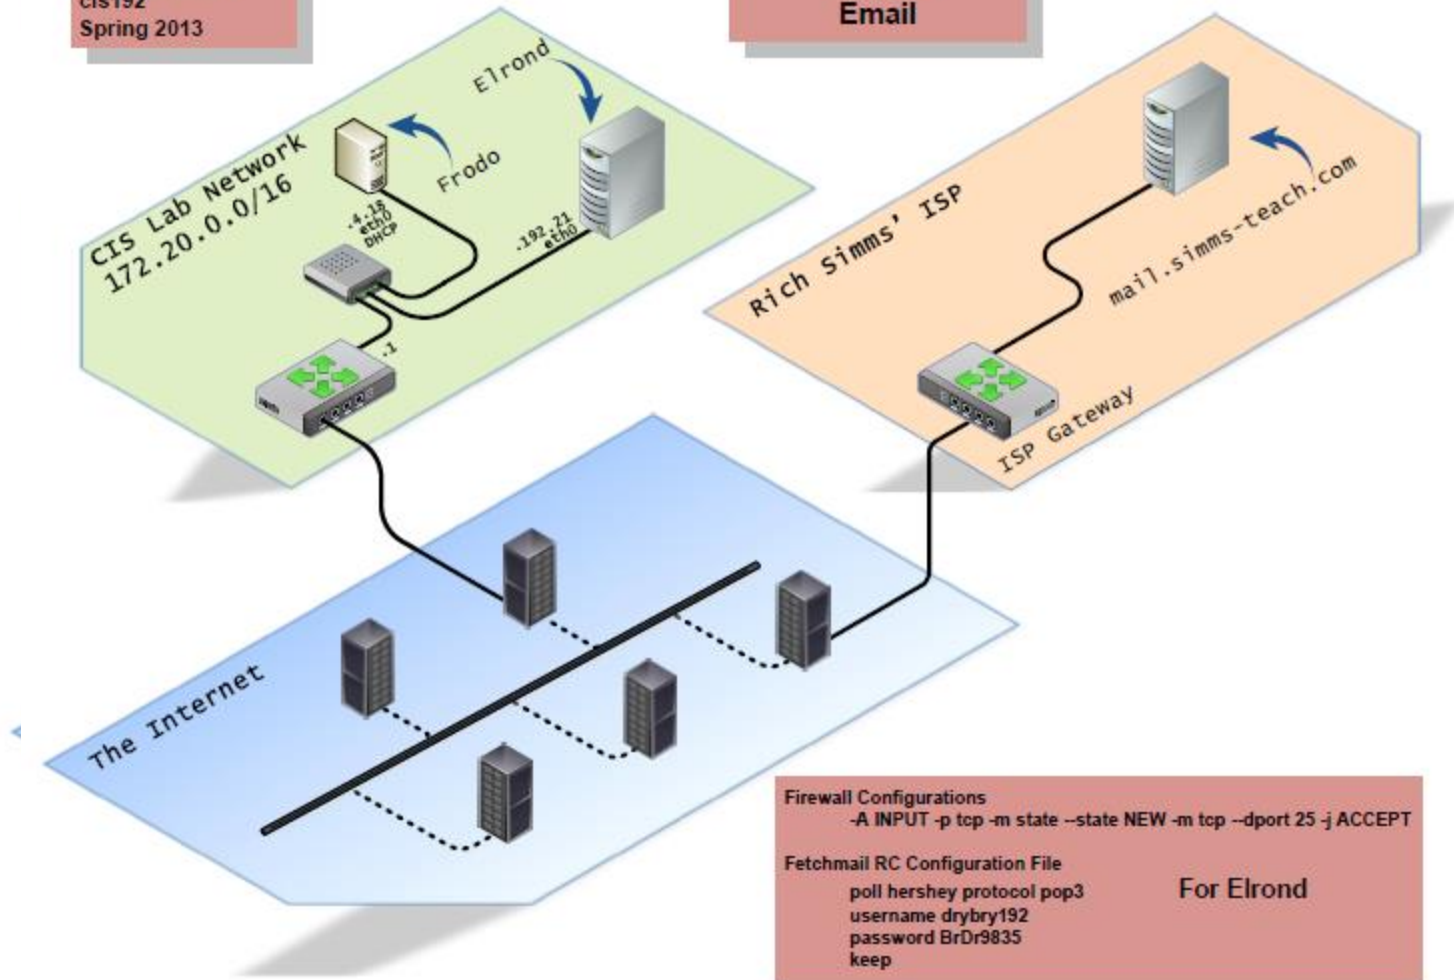 cis192
Spring 2013
Email
Elrond
Frodo
CIS Lab Network
172.20.0.0/16
.4.18
eth0
DHCP
.192.21
eth0
.1
Rich Simms' ISP
mail.simms-teach.com
ISP Gateway
The Internet
Firewall Configurations
-A INPUT -p tcp -m state --state NEW -m tcp --dport 25 -j ACCEPT
Fetchmail RC Configuration File
poll hershey protocol pop3
For Elrond
username drybry192
password BrDr9835
keep